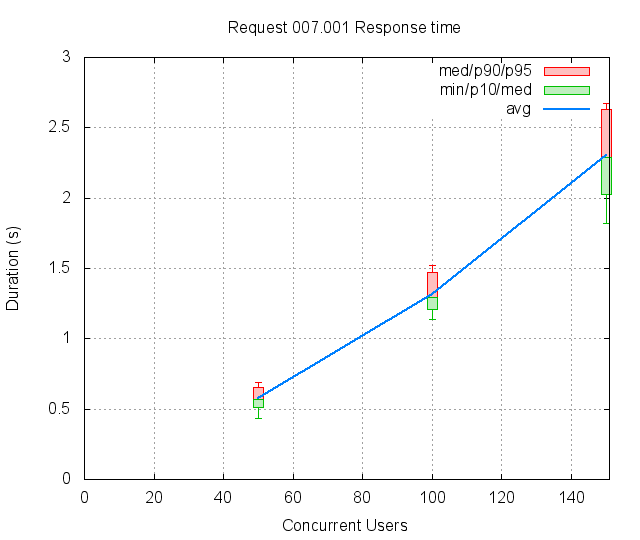 Request 007.001 Response time
3
med/p90/p95
min/p10/med
avg
2.5
2
1.5
1
0.5
0
Duration (s)
0 20 40 60 80 100 120 140
Concurrent Users